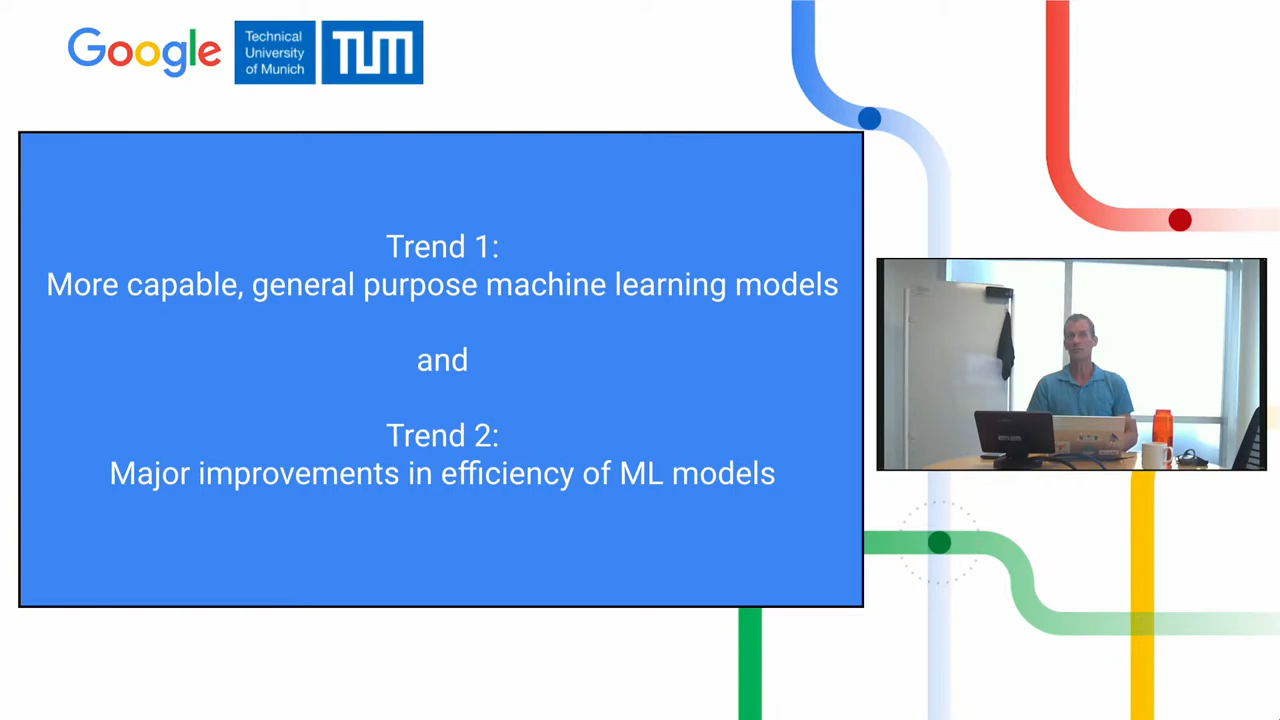 Google
Technical
University
of Munich
TUM
Trend 1:
More capable, general purpose machine learning models
and
Trend 2:
Major improvements in efficiency of ML models